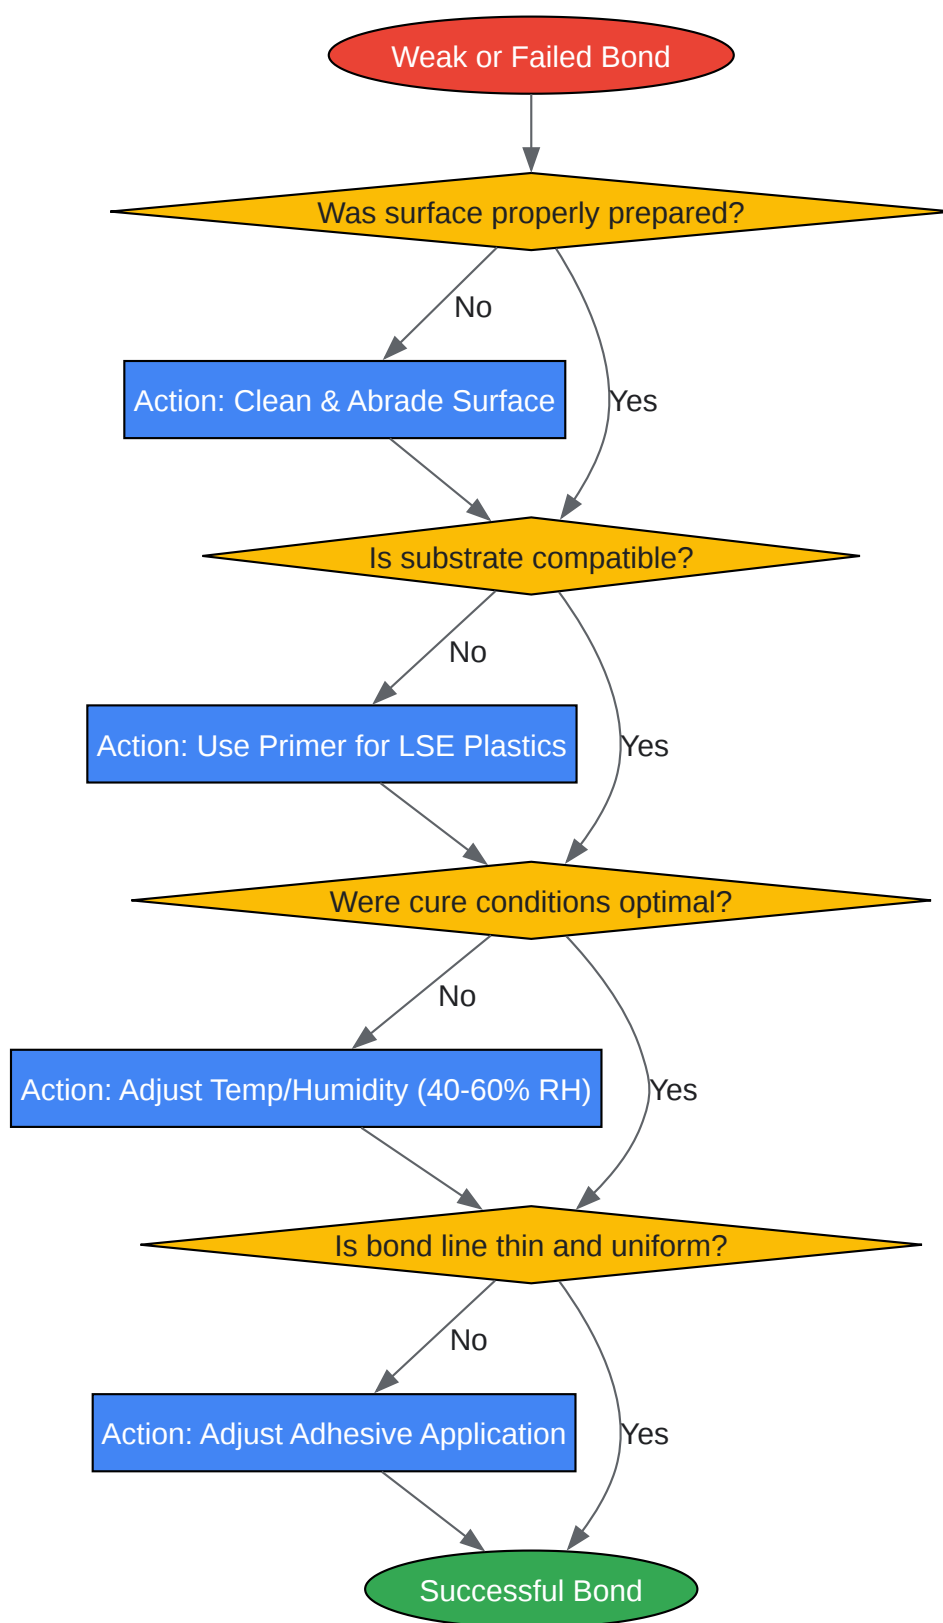 Weak or Failed Bond
Was surface properly prepared?
No
Action: Clean & Abrade Surface
Yes
Is substrate compatible?
No
Action: Use Primer for LSE Plastics
Yes
Were cure conditions optimal?
No
Action: Adjust Temp/Humidity (40-60% RH)
Yes
Is bond line thin and uniform?
No
Action: Adjust Adhesive Application
Yes
Successful Bond